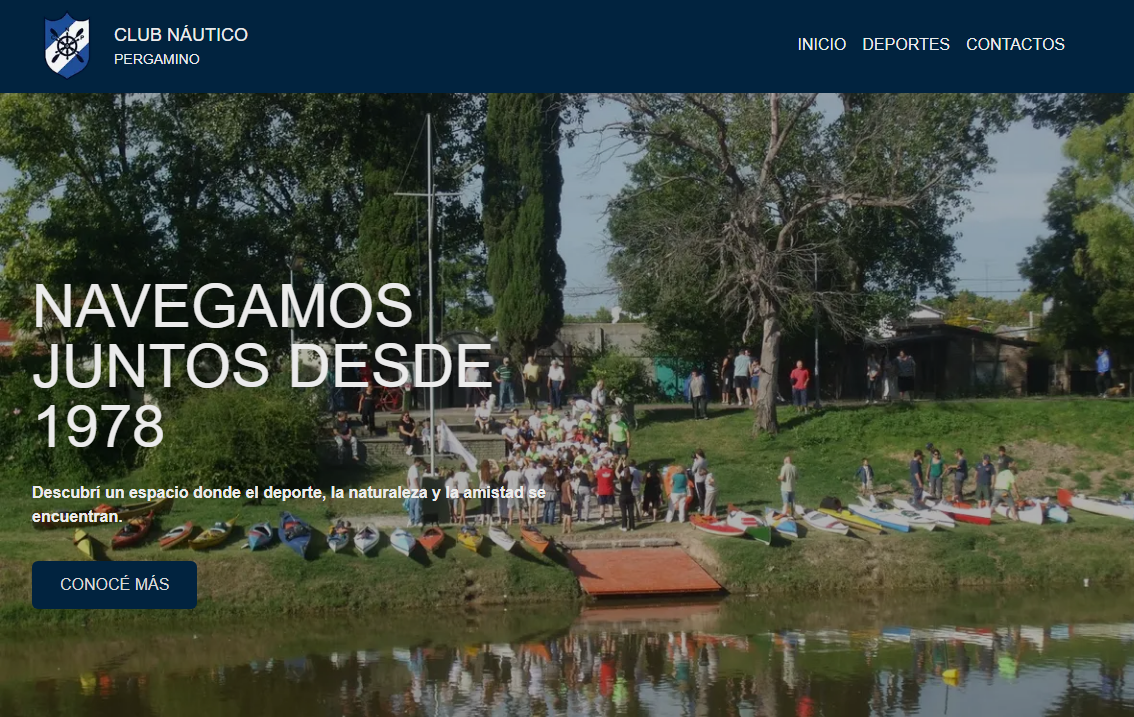 CLUB NÁUTICO
PERGAMINO
INICIO DEPORTES CONTACTOS
NAVEGAMOS
JUNTOS DESDE
1978
Descubrí un espacio donde el deporte, la naturaleza y la amistad se
encuentran.
CONOCÉ MÁS